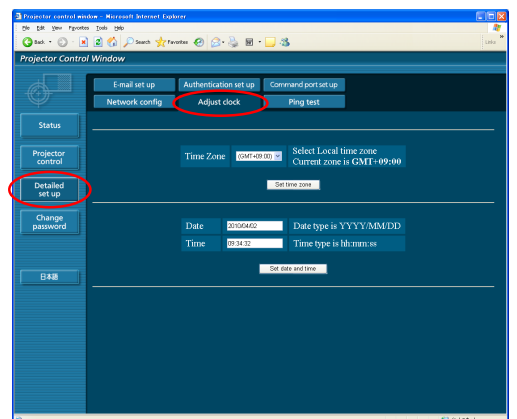 Projector control window - Microsoft Internet Explorer
File Edit View Favorites Tools Help
Back Search Favorites Links
Projector Control Window
E-mail set up Authentication set up Command port set up
Network config Adjust clock Ping test
Status
Projector control
Detailed set up
Change password
日本語
Time Zone (GMT+09:00) Select Local time zone
Current zone is GMT+09:00
Set time zone
Date 2010/04/02 Date type is YYYY/MM/DD
Time 09:34:32 Time type is hh:mm:ss
Set date and time